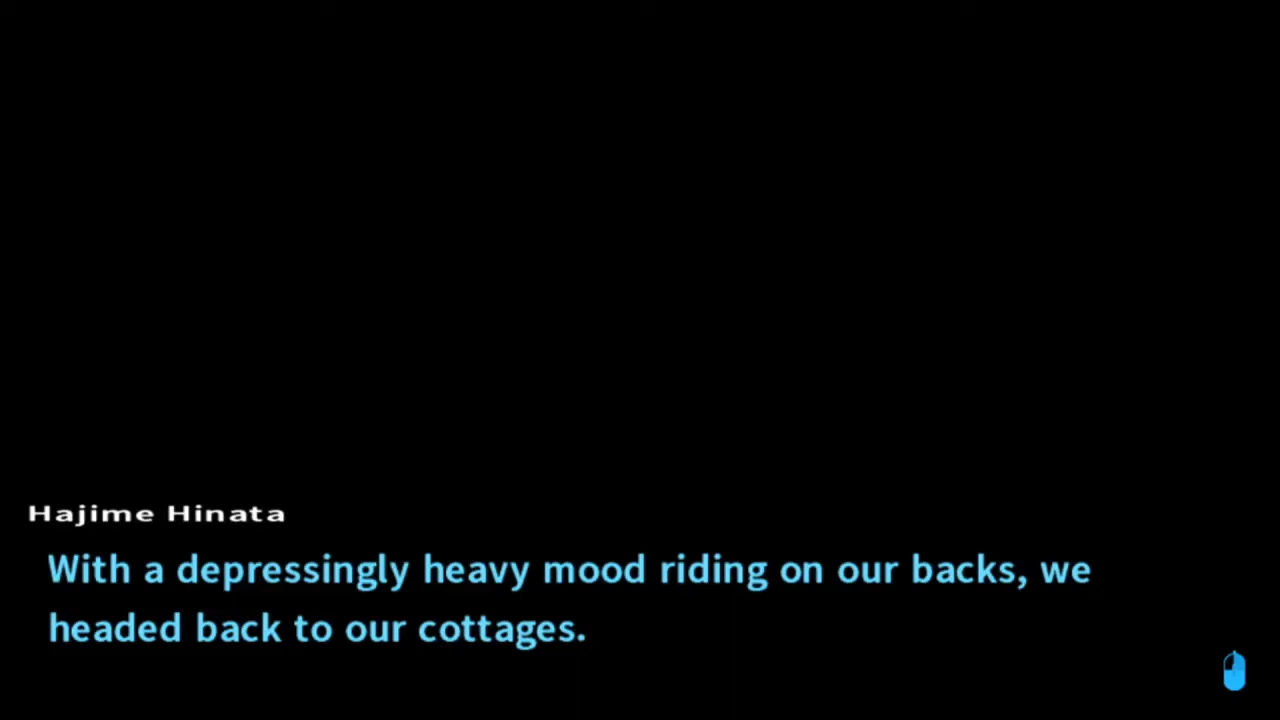 Hajime Hinata
With a depressingly heavy mood riding on our backs, we
headed back to our cottages.